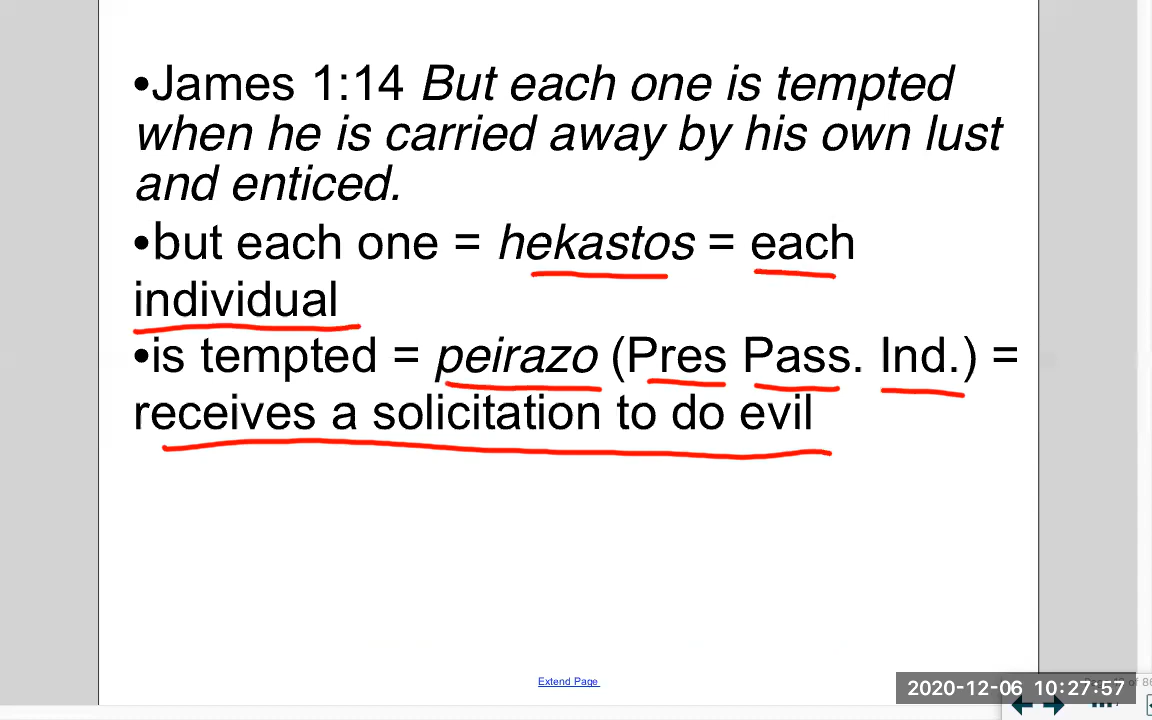 •James 1:14 But each one is tempted
when he is carried away by his own lust
and enticed.
•but each one = hekastos = each
individual
•is tempted = peirazo (Pres Pass. Ind.) =
receives a solicitation to do evil
Extend Page
2020-12-06 10:27:57